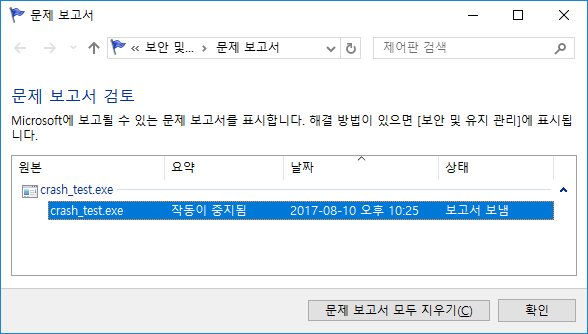 문제 보고서
« 보안 및... > 문제 보고서
제어판 검색
문제 보고서 검토
Microsoft에 보고될 수 있는 문제 보고서를 표시합니다. 해결 방법이 있으면 [보안 및 유지 관리]에 표시됩
니다.
원본 요약 날짜 상태
crash_test.exe
crash_test.exe 작동이 중지됨 2017-08-10 오후 10:25 보고서 보냄
문제 보고서 모두 지우기(C) 확인